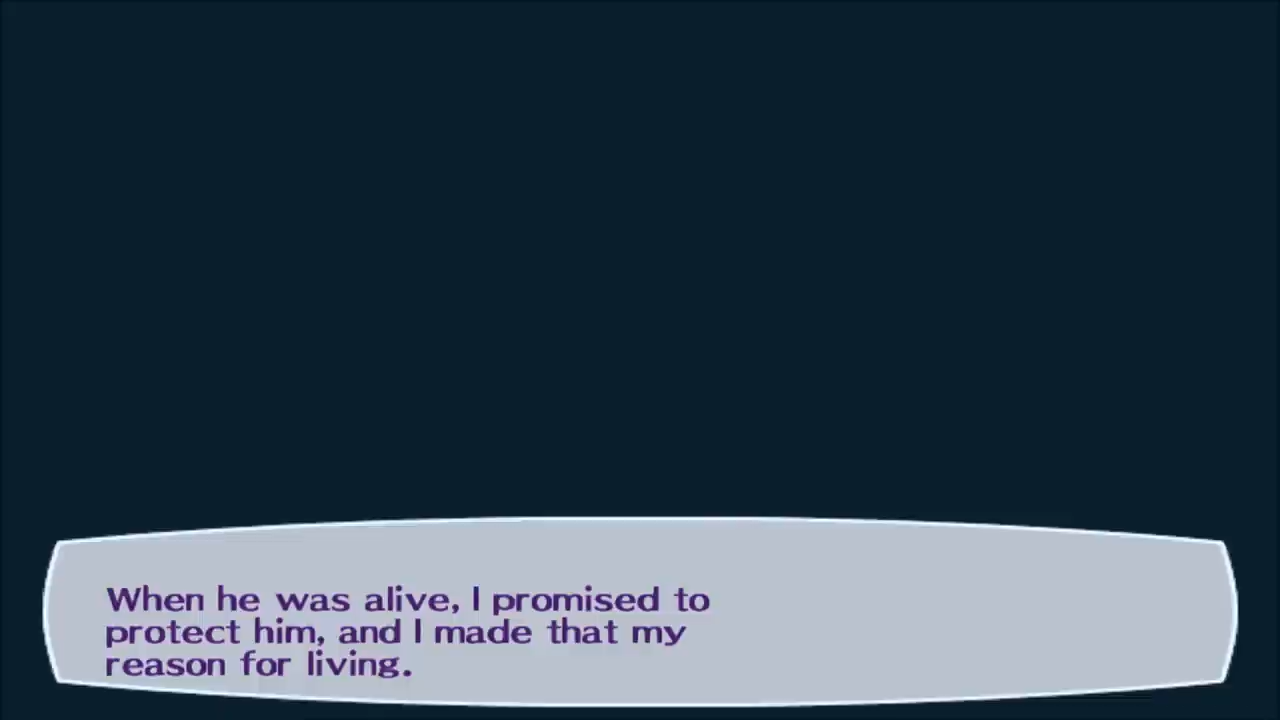 When he was alive, I promised to
protect him, and I made that my
reason for living.